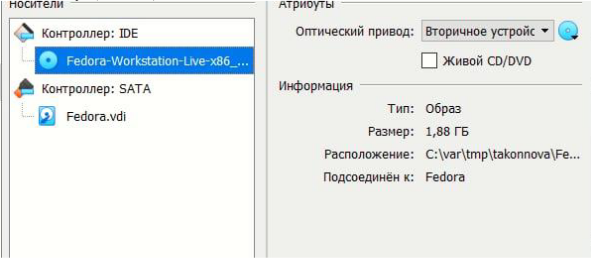 Носители
Контроллер: IDE
Fedora-Workstation-Live-x86_...
Контроллер: SATA
Fedora.vdi
Атрибуты
Оптический привод: Вторичное устройс
Живой CD/DVD
Информация
Тип: Образ
Размер: 1,88 ГБ
Расположение: C:\var\tmp\takonnova\Fe...
Подсоединён к: Fedora